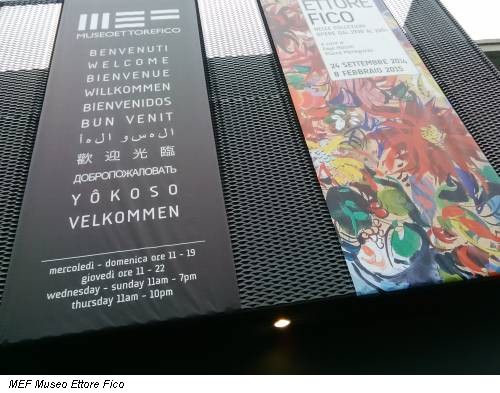 MUSEOETTOREFICO
BENVENUTI
WELCOME
BIENVENUE
WILLKOMMEN
BIENVENIDOS
BUN VENIT
歡迎光臨
ДОБРОПОЖАЛОВАТЬ
YÔKOSO
VELKOMMEN
mercoledì - domenica ore 11 - 19
giovedì ore 11 - 22
wednesday - sunday 11am - 7pm
thursday 11am - 10pm
ETTORE
FICO
24 SETTEMBRE 2014
8 FEBBRAIO 2015
MEF Museo Ettore Fico